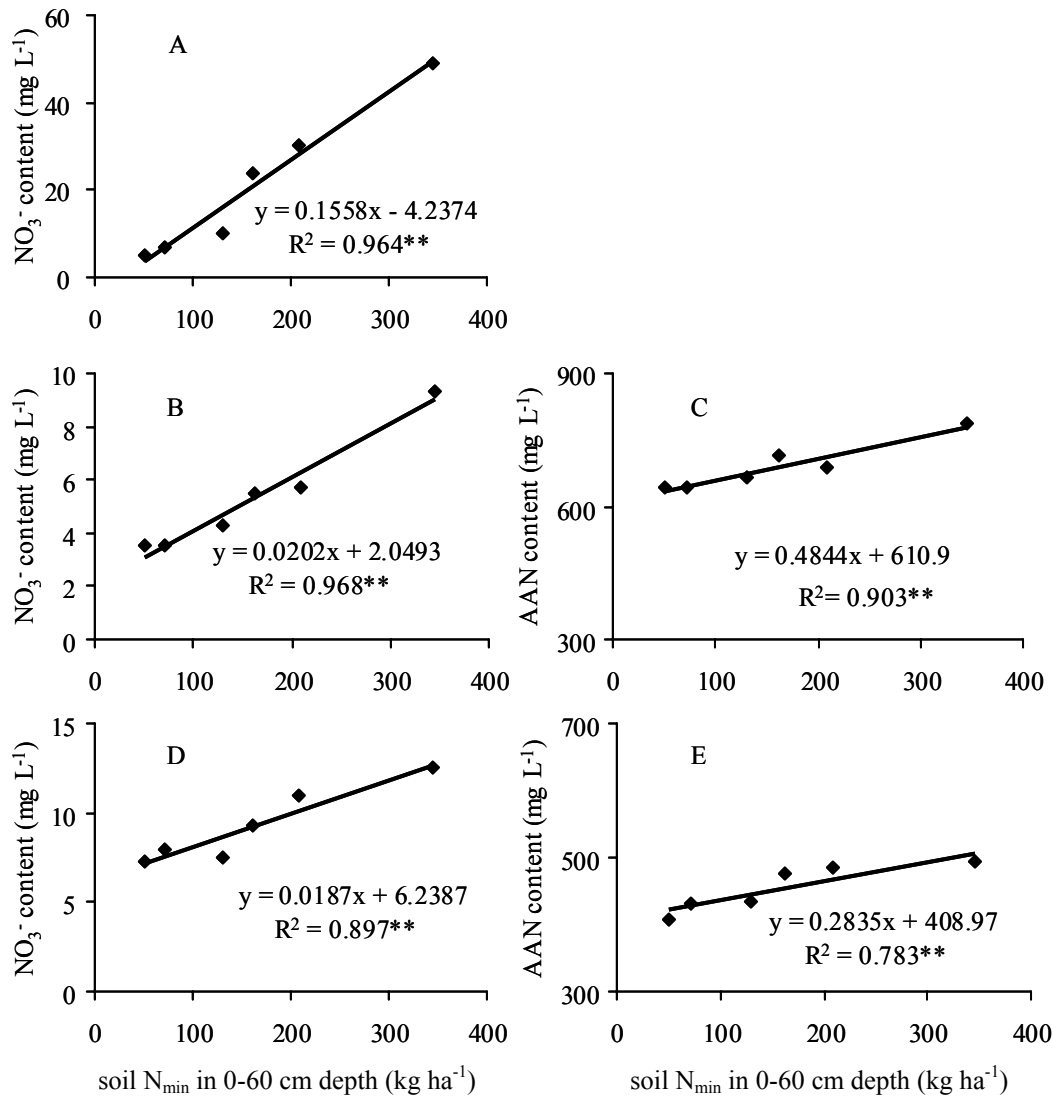 A
NO₃⁻ content (mg L⁻¹)
60
40
20
0
y = 0.1558x - 4.2374
R² = 0.964**
0 100 200 300 400
B
NO₃⁻ content (mg L⁻¹)
10
8
6
4
2
0
y = 0.0202x + 2.0493
R² = 0.968**
0 100 200 300 400
C
AAN content (mg L⁻¹)
900
600
300
y = 0.4844x + 610.9
R² = 0.903**
0 100 200 300 400
D
NO₃⁻ content (mg L⁻¹)
15
10
5
0
y = 0.0187x + 6.2387
R² = 0.897**
0 100 200 300 400
soil Nmin in 0-60 cm depth (kg ha⁻¹)
E
AAN content (mg L⁻¹)
700
500
300
y = 0.2835x + 408.97
R² = 0.783**
0 100 200 300 400
soil Nmin in 0-60 cm depth (kg ha⁻¹)